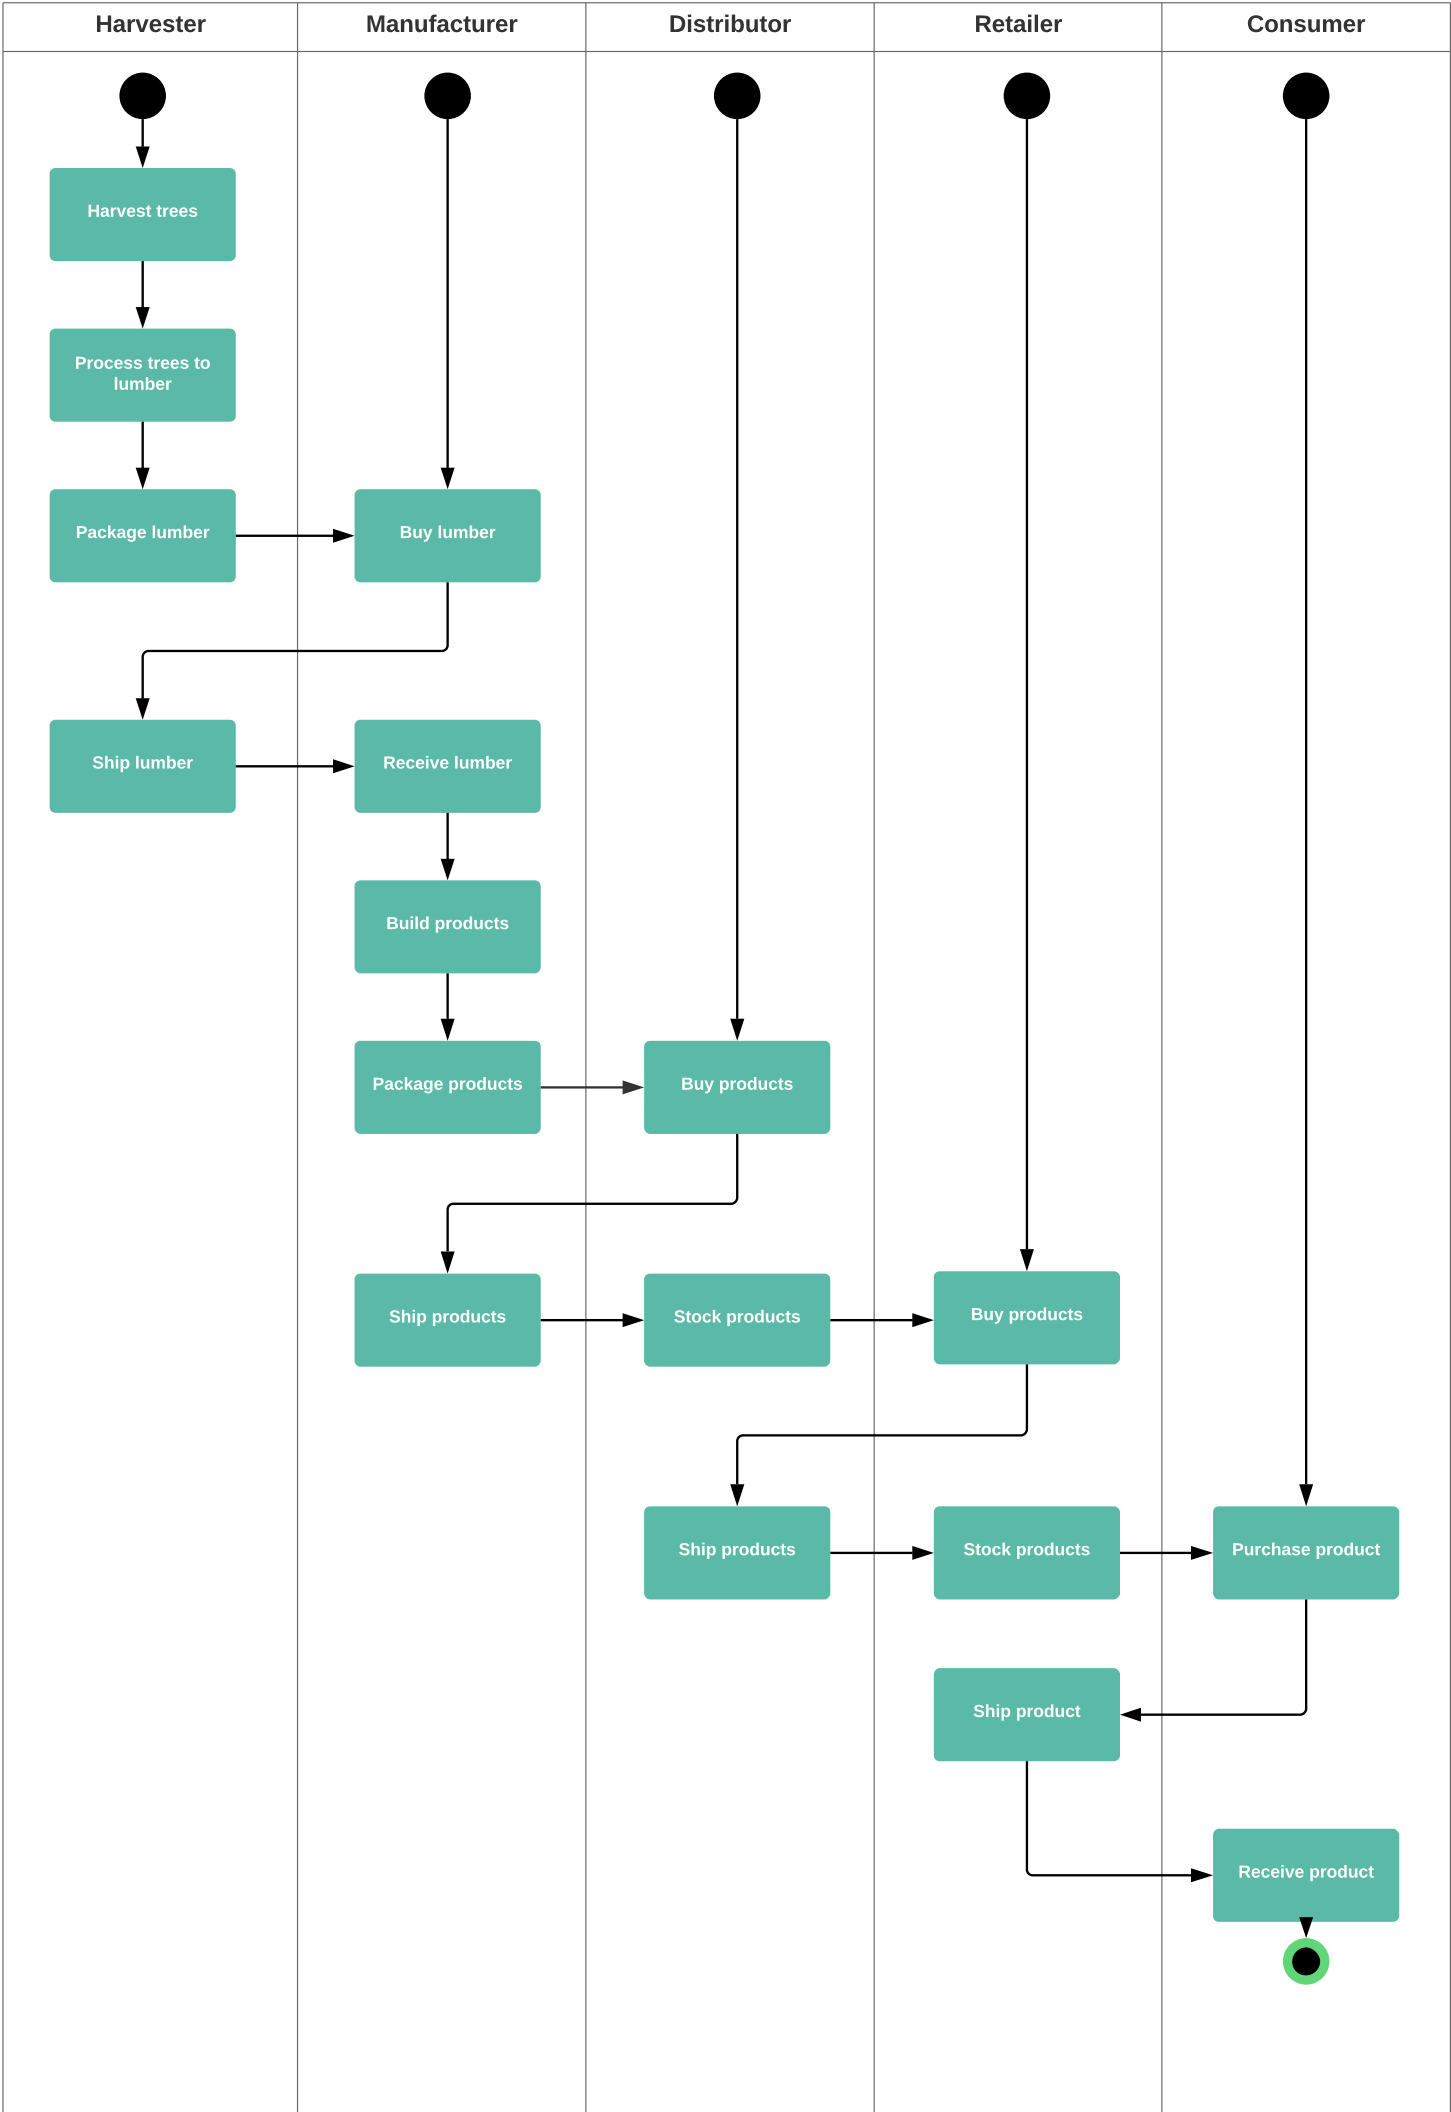 Harvester
Manufacturer
Distributor
Retailer
Consumer
Harvest trees
Process trees to
lumber
Package lumber
Buy lumber
Ship lumber
Receive lumber
Build products
Package products
Buy products
Ship products
Stock products
Buy products
Ship products
Stock products
Purchase product
Ship product
Receive product